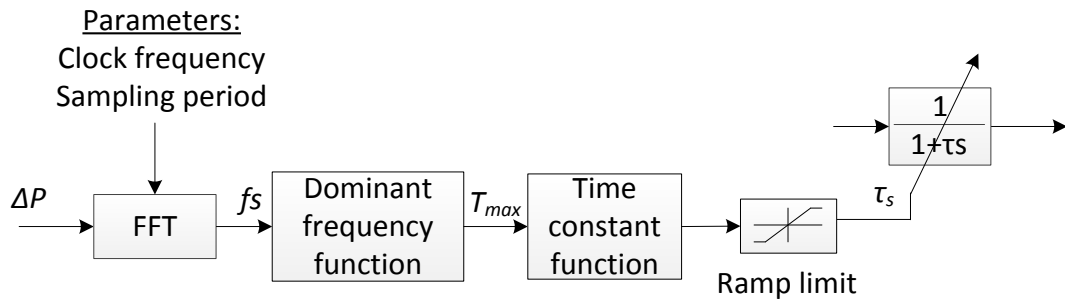 Parameters:
Clock frequency
Sampling period
1
1+τs
ΔP
FFT
fs
Dominant
frequency
function
Tmax
Time
constant
function
τs
Ramp limit